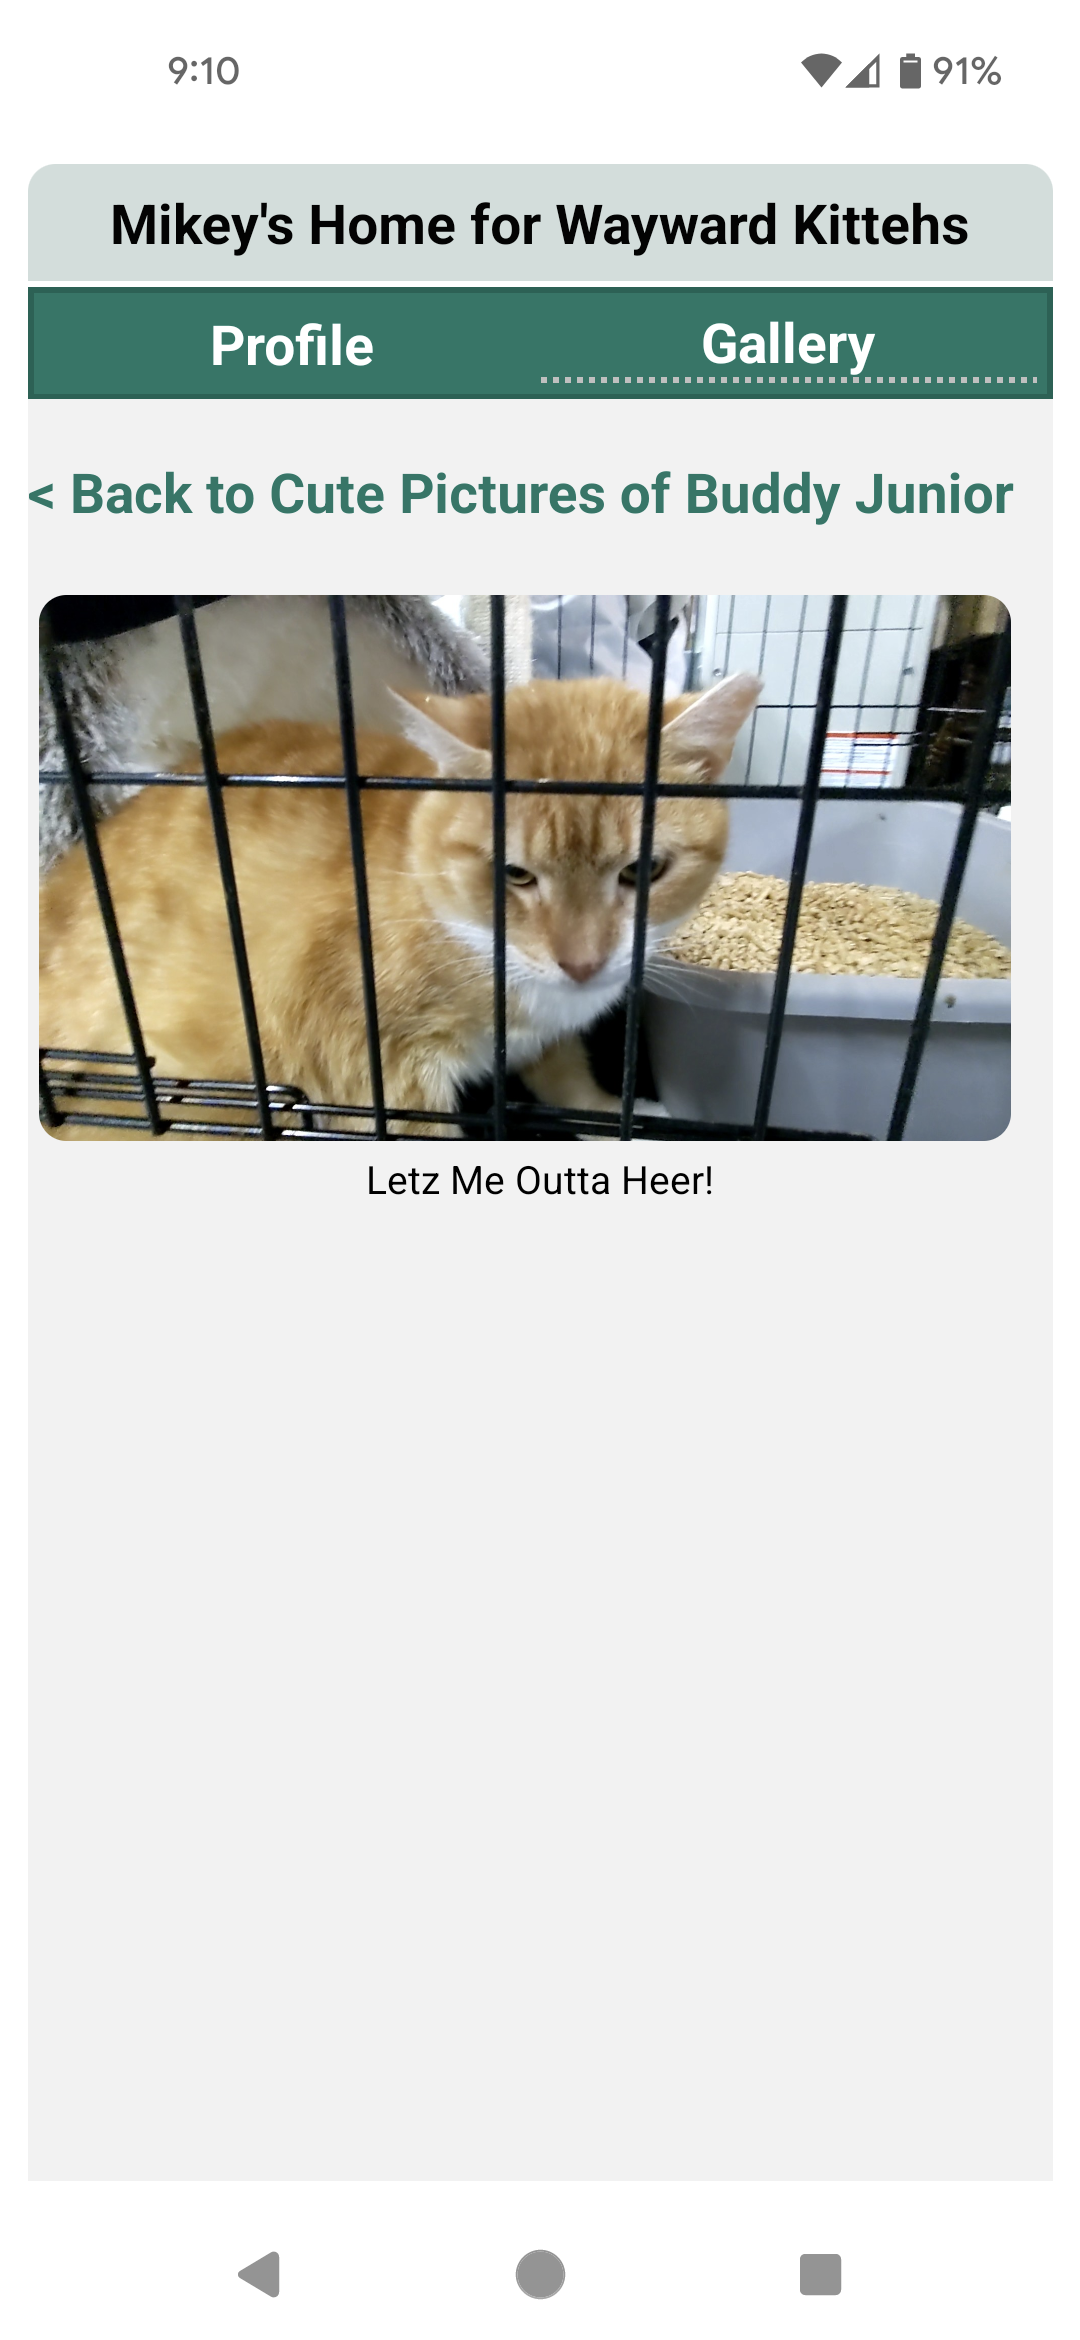 9:10 91%
Mikey's Home for Wayward Kittehs
Profile Gallery
< Back to Cute Pictures of Buddy Junior
Letz Me Outta Heer!